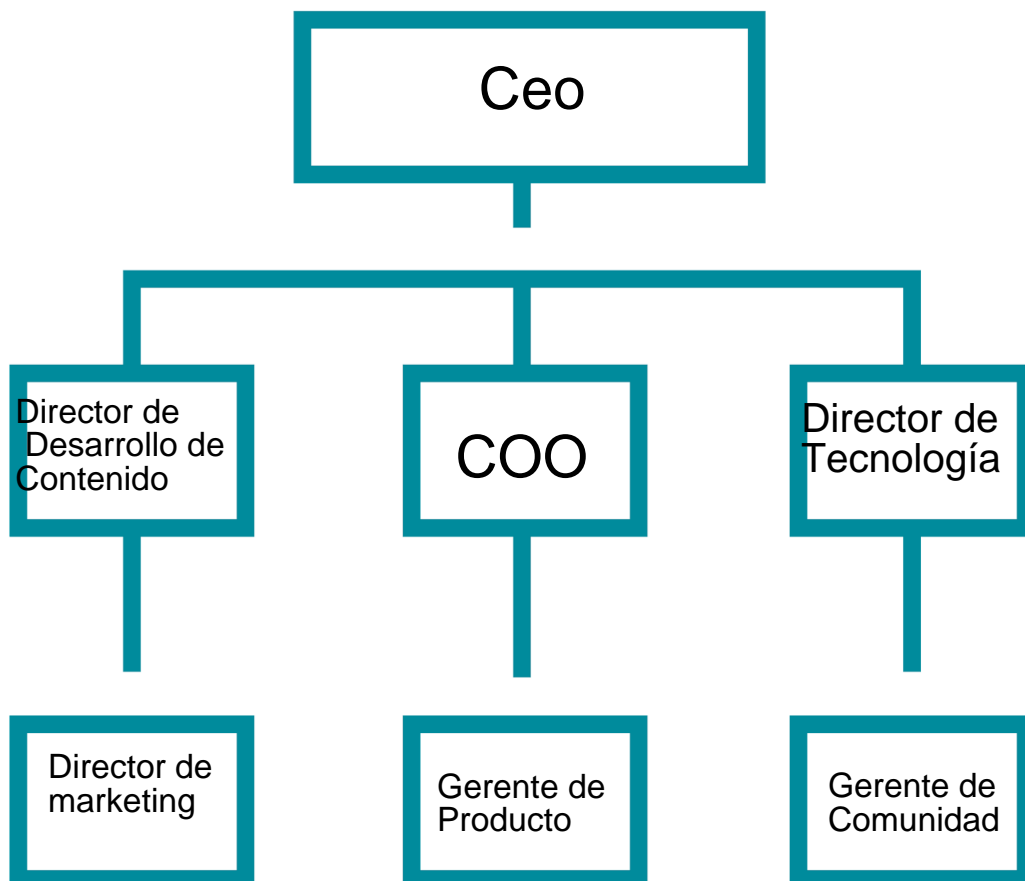 Ceo
Director de
Desarrollo de
Contenido
COO
Director de
Tecnología
Director de
marketing
Gerente de
Producto
Gerente de
Comunidad